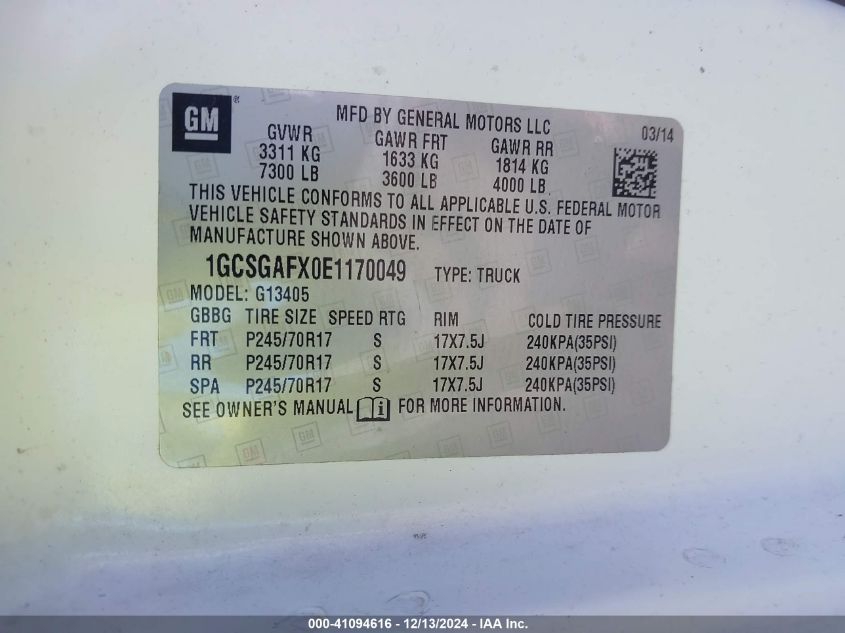 GM®
MFD BY GENERAL MOTORS LLC 03/14
GVWR GAWR FRT GAWR RR
3311 KG 1633 KG 1814 KG
7300 LB 3600 LB 4000 LB
THIS VEHICLE CONFORMS TO ALL APPLICABLE U.S. FEDERAL MOTOR
VEHICLE SAFETY STANDARDS IN EFFECT ON THE DATE OF
MANUFACTURE SHOWN ABOVE.
1GCSGAFX0E1170049 TYPE: TRUCK
MODEL: G13405
GBBG TIRE SIZE SPEED RTG RIM COLD TIRE PRESSURE
FRT P245/70R17 S 17X7.5J 240KPA(35PSI)
RR P245/70R17 S 17X7.5J 240KPA(35PSI)
SPA P245/70R17 S 17X7.5J 240KPA(35PSI)
SEE OWNER'S MANUAL i FOR MORE INFORMATION.
000-41094616 - 12/13/2024 - IAA Inc.